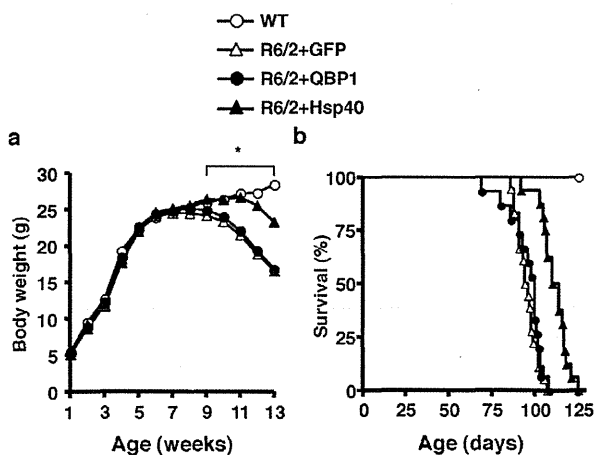 WT
R6/2+GFP
R6/2+QBP1
R6/2+Hsp40
a
*
Body weight (g)
30
25
20
15
10
5
0
1 3 5 7 9 11 13
Age (weeks)
b
Survival (%)
100
75
50
25
0
0 25 50 75 100 125
Age (days)